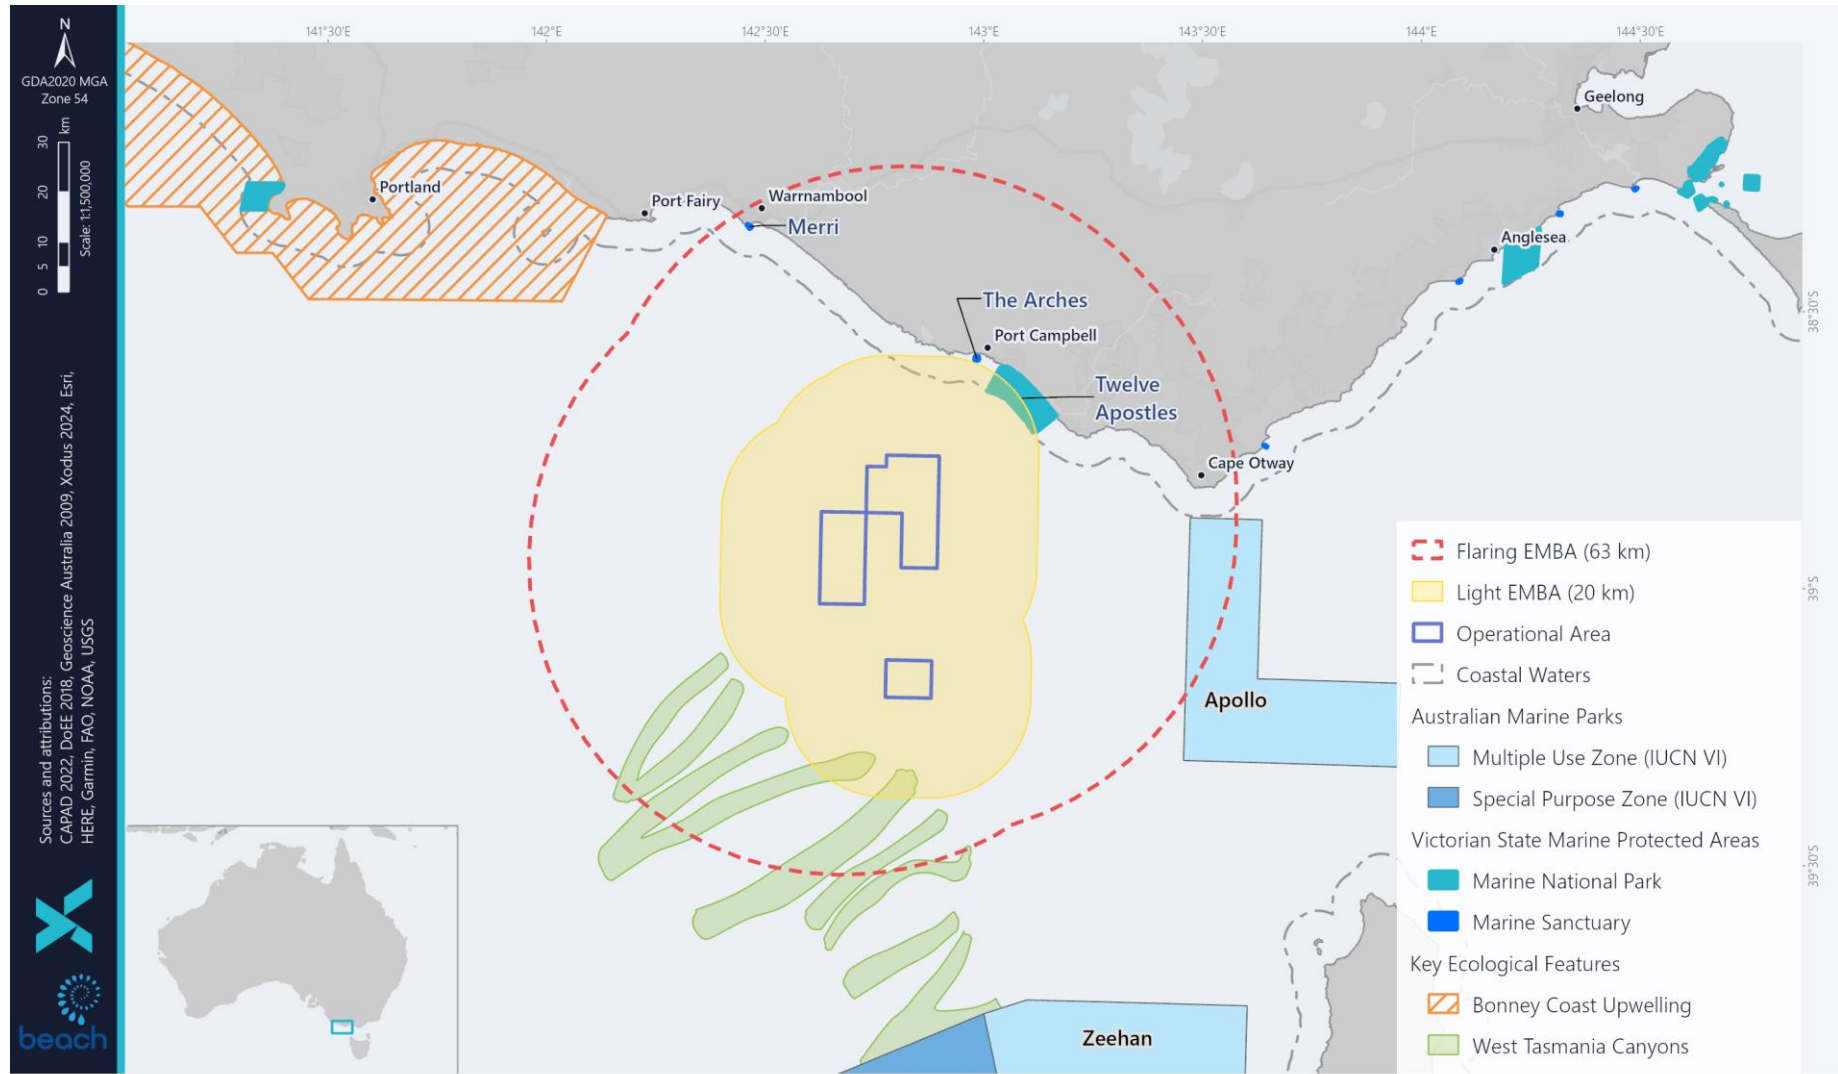 N
GDA2020 MGA
Zone 54
km
30
20
10
5
0
Scale: 1:1,500,000
Sources and attributions:
CAPAD 2022, DoEE 2018, Geoscience Australia 2009, Xodus 2024, Esri,
HERE, Garmin, FAO, NOAA, USGS
beach
141°30'E
142°E
142°30'E
143°E
143°30'E
144°E
144°30'E
38°30'S
39°S
39°30'S
Geelong
Portland
Port Fairy
Warrnambool
Merri
Anglesea
The Arches
Port Campbell
Twelve
Apostles
Cape Otway
Apollo
Zeehan
Flaring EMBA (63 km)
Light EMBA (20 km)
Operational Area
Coastal Waters
Australian Marine Parks
Multiple Use Zone (IUCN VI)
Special Purpose Zone (IUCN VI)
Victorian State Marine Protected Areas
Marine National Park
Marine Sanctuary
Key Ecological Features
Bonney Coast Upwelling
West Tasmania Canyons